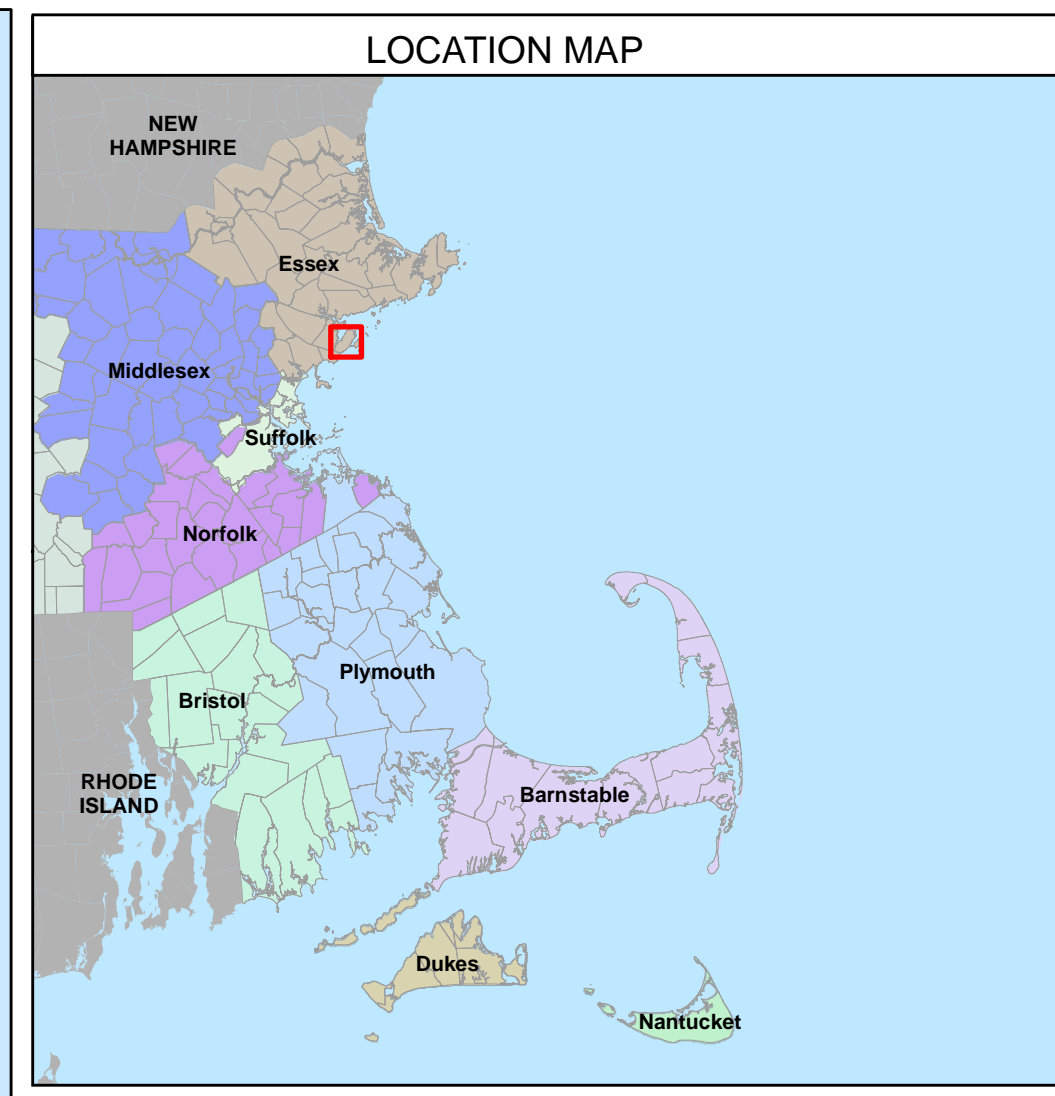 LOCATION MAP
NEW
HAMPSHIRE
Essex
Middlesex
Suffolk
Norfolk
Plymouth
Bristol
RHODE
ISLAND
Barnstable
Dukes
Nantucket